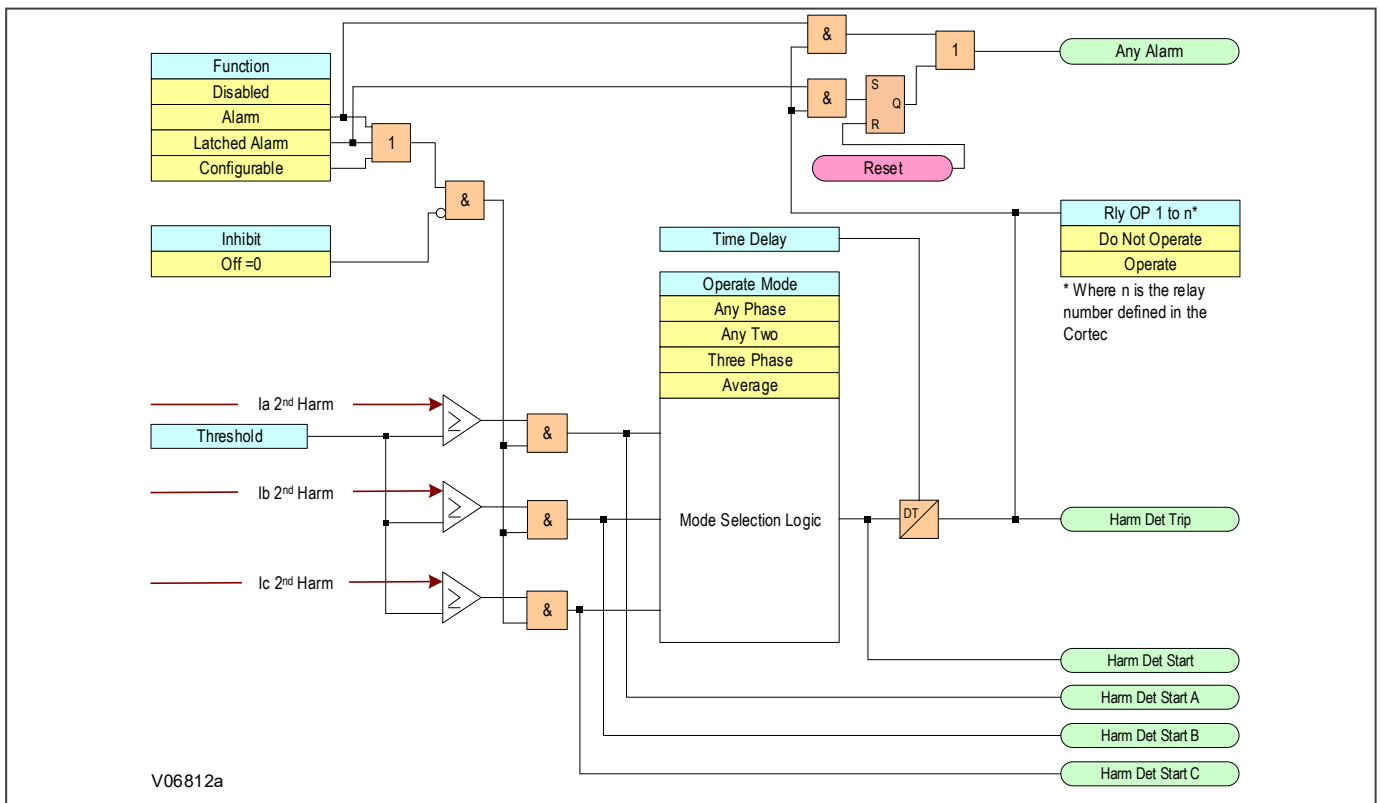 &
1
Any Alarm
Function
Disabled
Alarm
Latched Alarm
Configurable
1
&
S
Q
R
Reset
&
Rly OP 1 to n*
Do Not Operate
Operate
* Where n is the relay
number defined in the
Cortec
Inhibit
Off =0
Time Delay
Operate Mode
Any Phase
Any Two
Three Phase
Average
Ia 2nd Harm
≥
&
Threshold
Ib 2nd Harm
≥
&
Mode Selection Logic
DT
Harm Det Trip
Ic 2nd Harm
≥
&
Harm Det Start
Harm Det Start A
Harm Det Start B
Harm Det Start C
V06812a